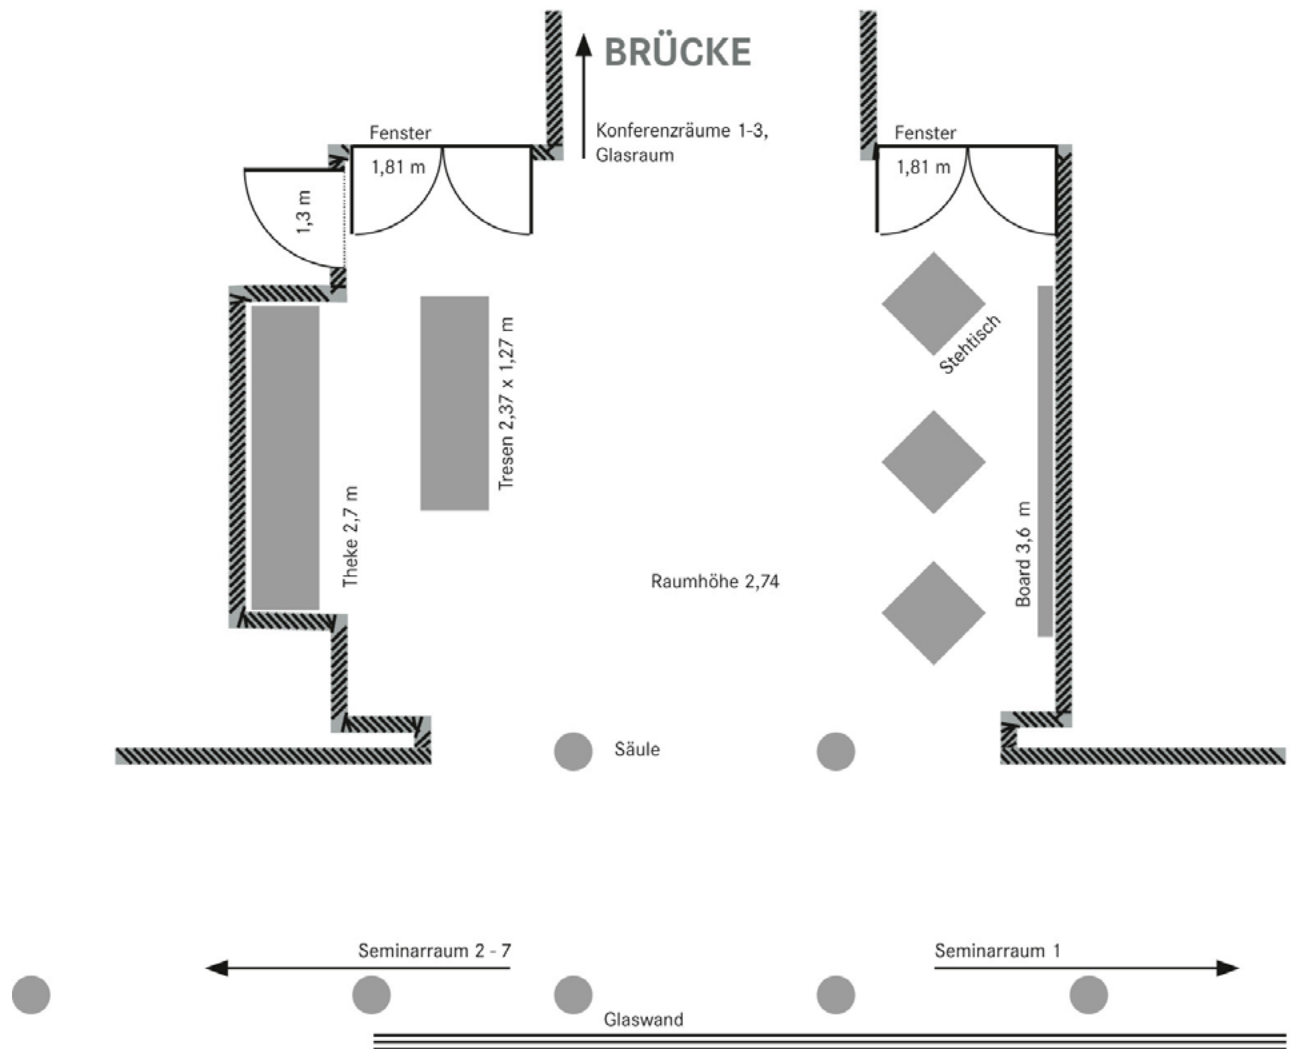 BRÜCKE
Konferenzräume 1-3,
Glasraum
Fenster
1,81 m
Fenster
1,81 m
1,3 m
Tresen 2,37 x 1,27 m
Stehtisch
Theke 2,7 m
Board 3,6 m
Raumhöhe 2,74
Säule
Seminarraum 2 - 7
Seminarraum 1
Glaswand